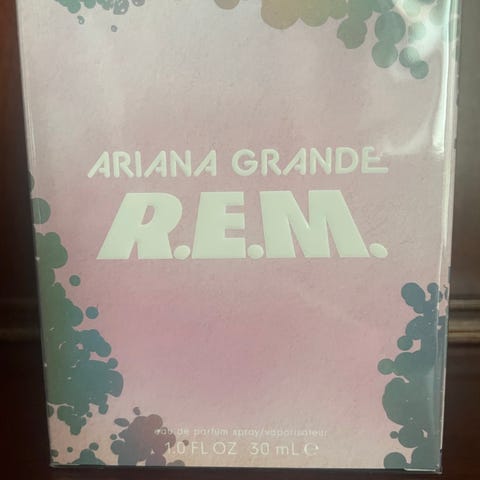 ARIANA GRANDE
R.E.M.
eau de parfum spray/vaporisateur
1.0 FL OZ 30 mL ℮